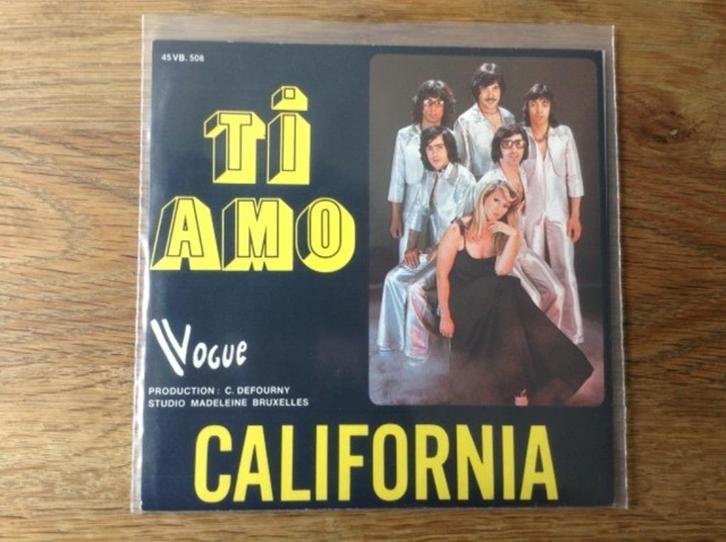 45 VB. 508
TI
AMO
VOGUE
PRODUCTION : C. DEFOURNY
STUDIO MADELEINE BRUXELLES
CALIFORNIA